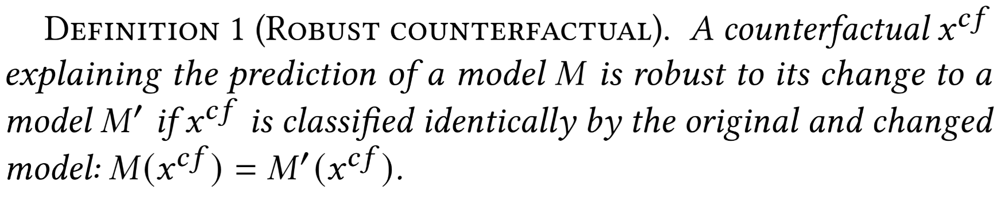 Definition 1 (Robust counterfactual). A counterfactual x^{cf}
explaining the prediction of a model M is robust to its change to a
model M′ if x^{cf} is classified identically by the original and changed
model: M(x^{cf}) = M′(x^{cf}).